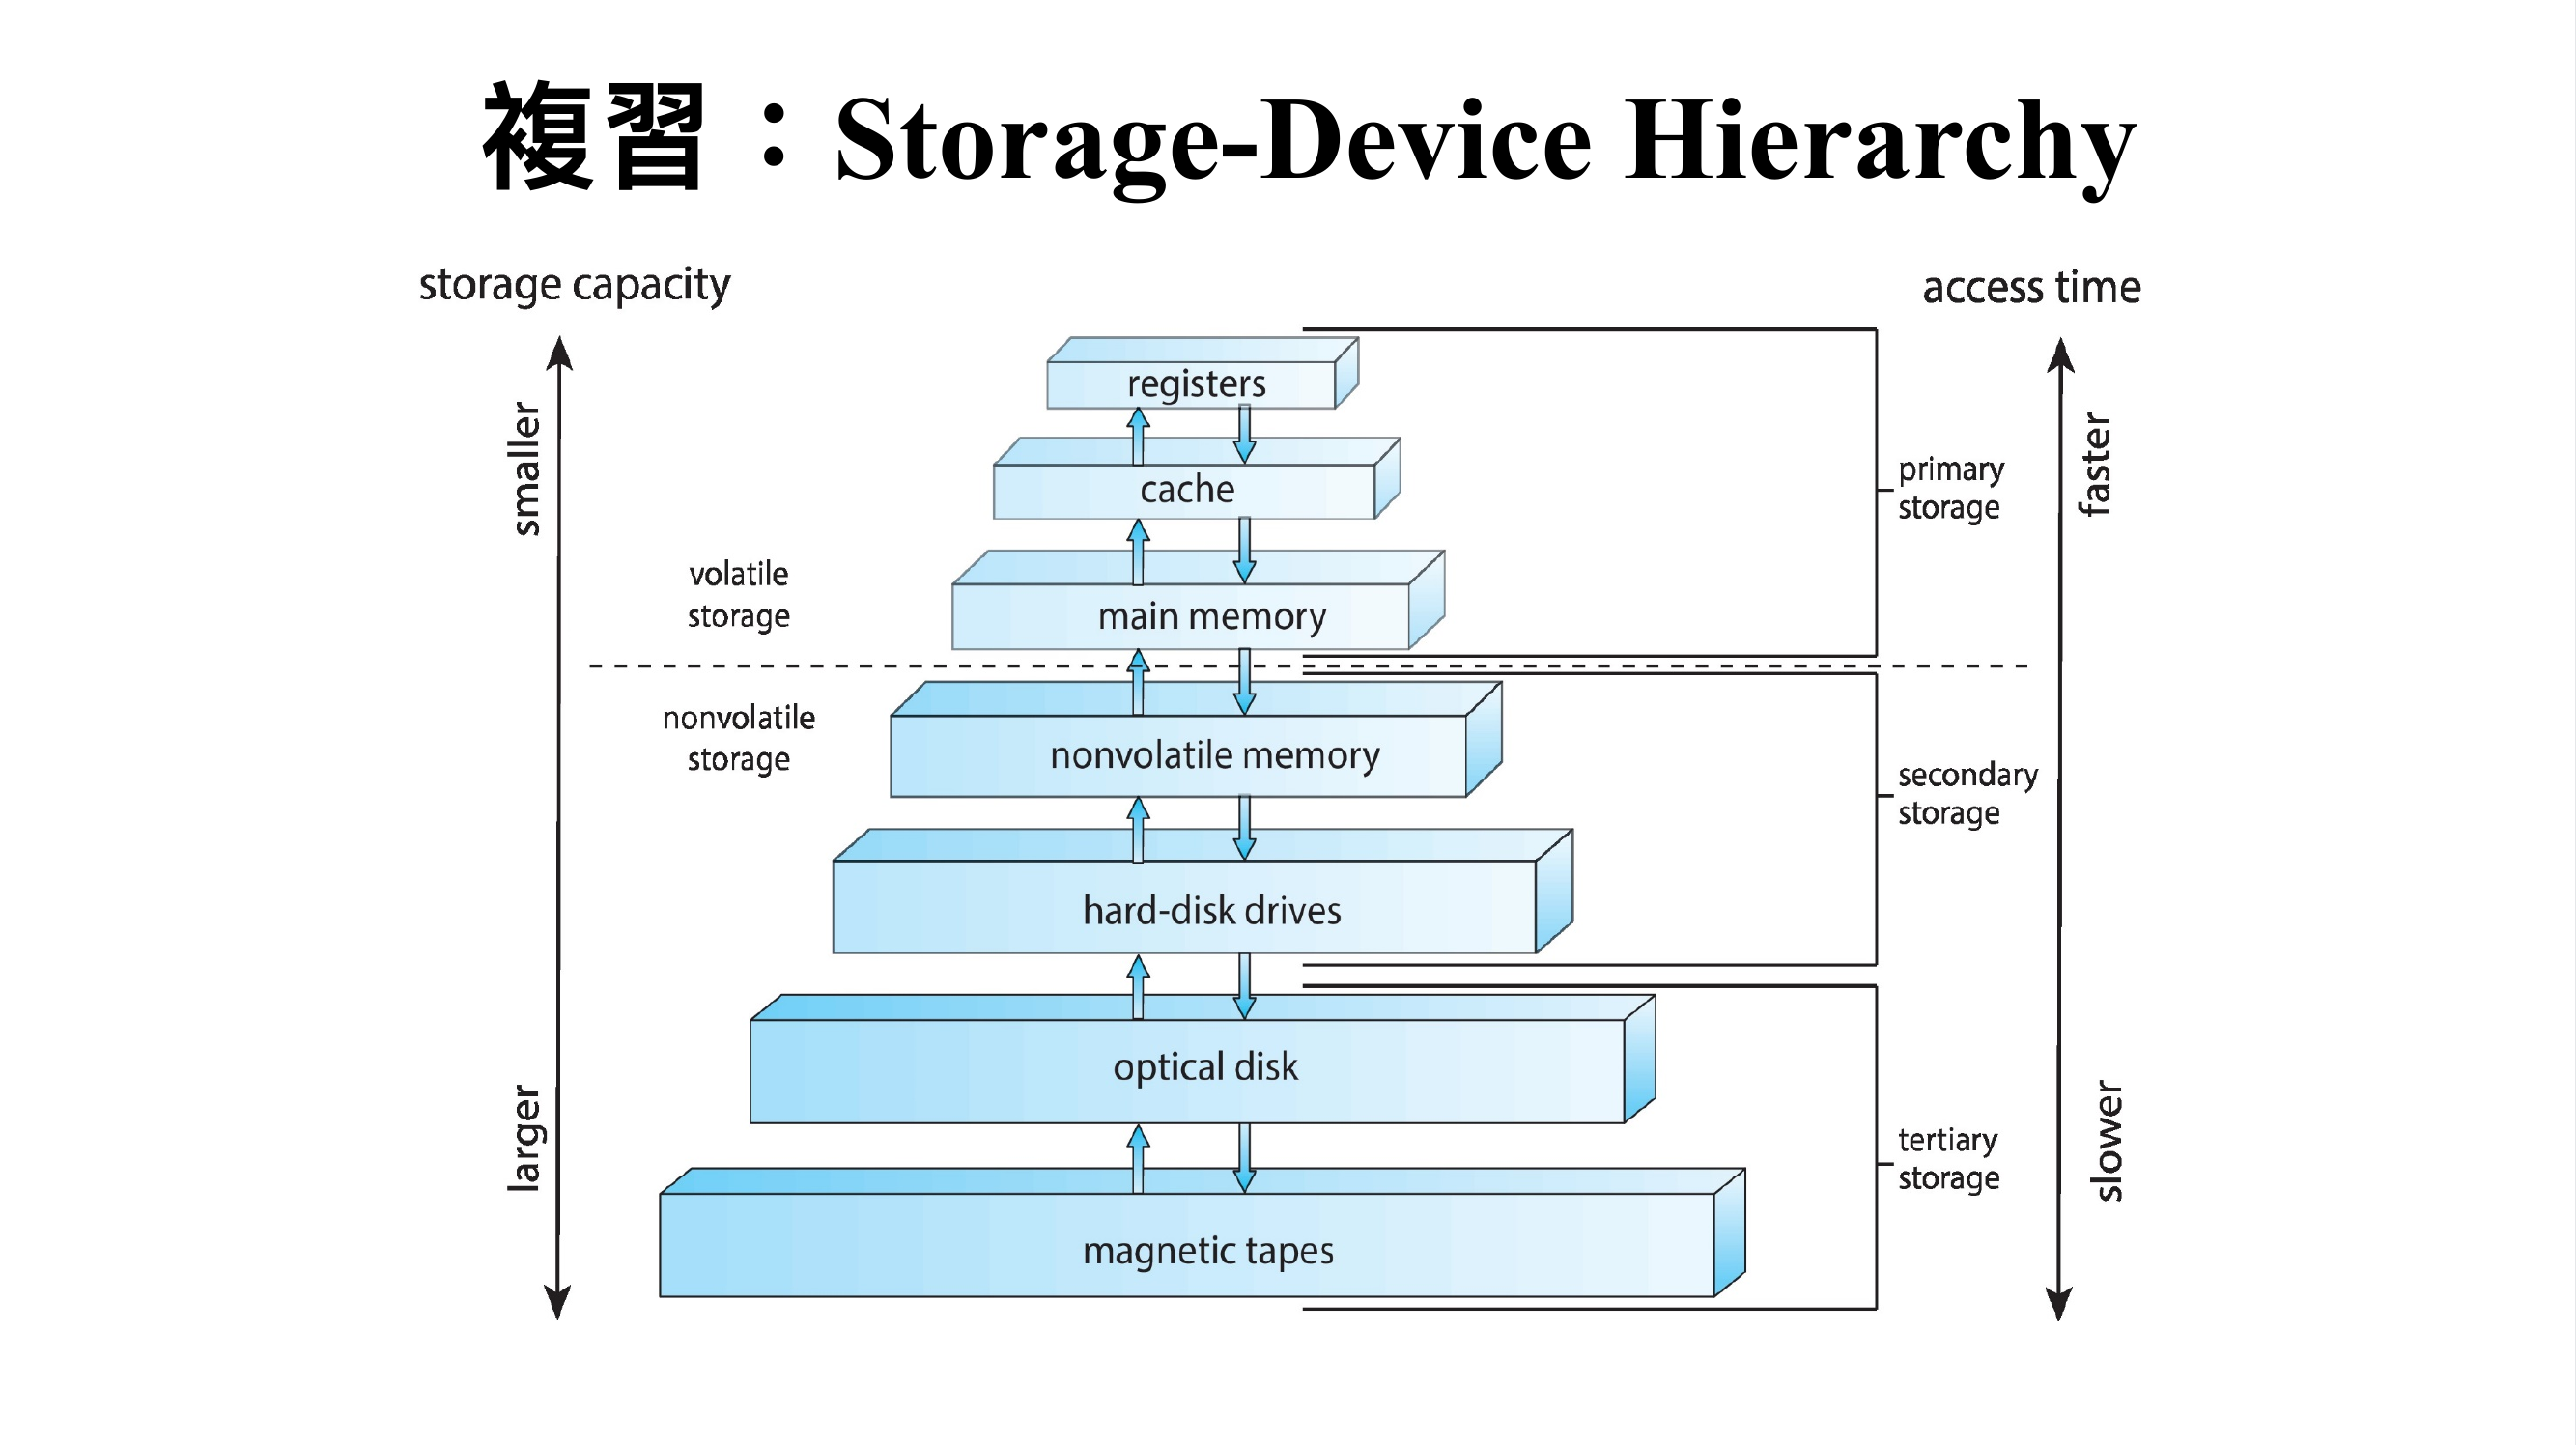 複習：Storage-Device Hierarchy
storage capacity
access time
smaller
larger
volatile
storage
nonvolatile
storage
registers
cache
main memory
nonvolatile memory
hard-disk drives
optical disk
magnetic tapes
primary
storage
secondary
storage
tertiary
storage
faster
slower